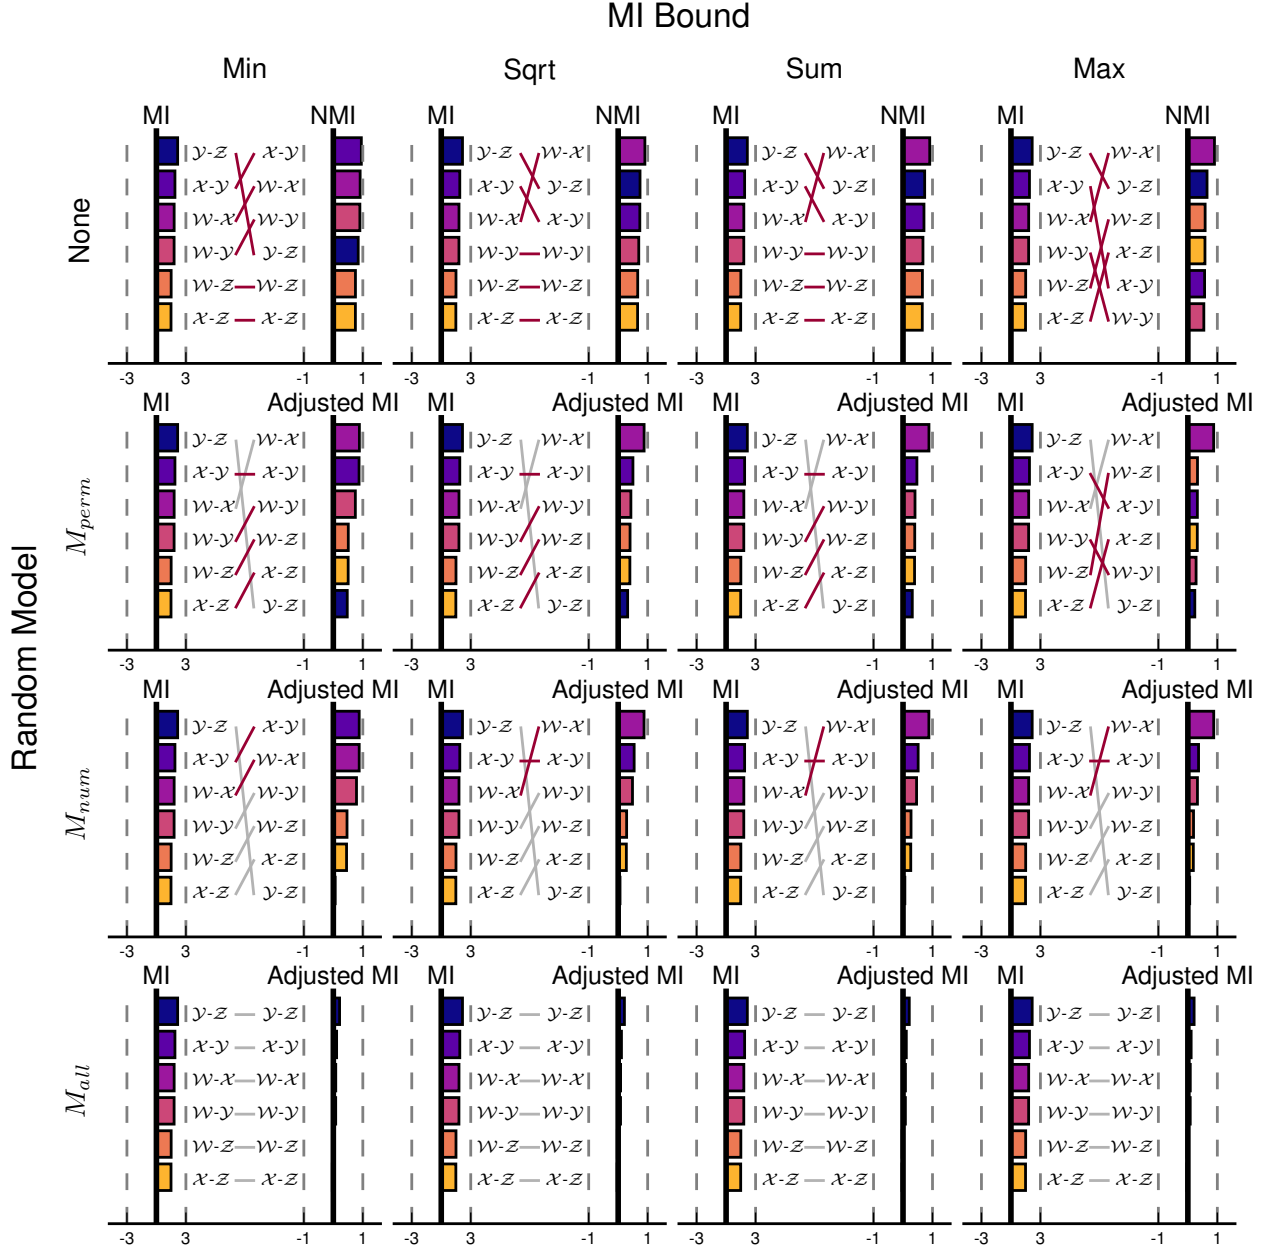 MI Bound
Min Sqrt Sum Max
MI NMI MI NMI MI NMI MI NMI
𝒴-𝒵 𝒳-𝒴 𝒴-𝒵 𝒲-𝒳 𝒴-𝒵 𝒲-𝒳 𝒴-𝒵 𝒲-𝒳
𝒳-𝒴 𝒲-𝒳 𝒳-𝒴 𝒴-𝒵 𝒳-𝒴 𝒴-𝒵 𝒳-𝒴 𝒴-𝒵
𝒲-𝒳 𝒲-𝒴 𝒲-𝒳 𝒳-𝒴 𝒲-𝒳 𝒳-𝒴 𝒲-𝒳 𝒲-𝒵
𝒲-𝒴 𝒴-𝒵 𝒲-𝒴 𝒲-𝒴 𝒲-𝒴 𝒲-𝒴 𝒲-𝒴 𝒳-𝒵
𝒲-𝒵 𝒲-𝒵 𝒲-𝒵 𝒲-𝒵 𝒲-𝒵 𝒲-𝒵 𝒲-𝒵 𝒳-𝒴
𝒳-𝒵 𝒳-𝒵 𝒳-𝒵 𝒳-𝒵 𝒳-𝒵 𝒳-𝒵 𝒳-𝒵 𝒲-𝒴
-3 3 -1 1 -3 3 -1 1 -3 3 -1 1 -3 3 -1 1
None
MI Adjusted MI MI Adjusted MI MI Adjusted MI MI Adjusted MI
𝒴-𝒵 𝒲-𝒳 𝒴-𝒵 𝒲-𝒳 𝒴-𝒵 𝒲-𝒳 𝒴-𝒵 𝒲-𝒳
𝒳-𝒴 𝒳-𝒴 𝒳-𝒴 𝒳-𝒴 𝒳-𝒴 𝒳-𝒴 𝒳-𝒴 𝒲-𝒵
𝒲-𝒳 𝒲-𝒴 𝒲-𝒳 𝒲-𝒴 𝒲-𝒳 𝒲-𝒴 𝒲-𝒳 𝒳-𝒴
𝒲-𝒴 𝒲-𝒵 𝒲-𝒴 𝒲-𝒵 𝒲-𝒴 𝒲-𝒵 𝒲-𝒴 𝒳-𝒵
𝒲-𝒵 𝒳-𝒵 𝒲-𝒵 𝒳-𝒵 𝒲-𝒵 𝒳-𝒵 𝒲-𝒵 𝒲-𝒴
𝒳-𝒵 𝒴-𝒵 𝒳-𝒵 𝒴-𝒵 𝒳-𝒵 𝒴-𝒵 𝒳-𝒵 𝒴-𝒵
-3 3 -1 1 -3 3 -1 1 -3 3 -1 1 -3 3 -1 1
M_perm
Random Model
MI Adjusted MI MI Adjusted MI MI Adjusted MI MI Adjusted MI
𝒴-𝒵 𝒳-𝒴 𝒴-𝒵 𝒲-𝒳 𝒴-𝒵 𝒲-𝒳 𝒴-𝒵 𝒲-𝒳
𝒳-𝒴 𝒲-𝒳 𝒳-𝒴 𝒳-𝒴 𝒳-𝒴 𝒳-𝒴 𝒳-𝒴 𝒳-𝒴
𝒲-𝒳 𝒲-𝒴 𝒲-𝒳 𝒲-𝒴 𝒲-𝒳 𝒲-𝒴 𝒲-𝒳 𝒲-𝒴
𝒲-𝒴 𝒲-𝒵 𝒲-𝒴 𝒲-𝒵 𝒲-𝒴 𝒲-𝒵 𝒲-𝒴 𝒲-𝒵
𝒲-𝒵 𝒳-𝒵 𝒲-𝒵 𝒳-𝒵 𝒲-𝒵 𝒳-𝒵 𝒲-𝒵 𝒳-𝒵
𝒳-𝒵 𝒴-𝒵 𝒳-𝒵 𝒴-𝒵 𝒳-𝒵 𝒴-𝒵 𝒳-𝒵 𝒴-𝒵
-3 3 -1 1 -3 3 -1 1 -3 3 -1 1 -3 3 -1 1
M_num
MI Adjusted MI MI Adjusted MI MI Adjusted MI MI Adjusted MI
𝒴-𝒵 𝒴-𝒵 𝒴-𝒵 𝒴-𝒵 𝒴-𝒵 𝒴-𝒵 𝒴-𝒵 𝒴-𝒵
𝒳-𝒴 𝒳-𝒴 𝒳-𝒴 𝒳-𝒴 𝒳-𝒴 𝒳-𝒴 𝒳-𝒴 𝒳-𝒴
𝒲-𝒳 𝒲-𝒳 𝒲-𝒳 𝒲-𝒳 𝒲-𝒳 𝒲-𝒳 𝒲-𝒳 𝒲-𝒳
𝒲-𝒴 𝒲-𝒴 𝒲-𝒴 𝒲-𝒴 𝒲-𝒴 𝒲-𝒴 𝒲-𝒴 𝒲-𝒴
𝒲-𝒵 𝒲-𝒵 𝒲-𝒵 𝒲-𝒵 𝒲-𝒵 𝒲-𝒵 𝒲-𝒵 𝒲-𝒵
𝒳-𝒵 𝒳-𝒵 𝒳-𝒵 𝒳-𝒵 𝒳-𝒵 𝒳-𝒵 𝒳-𝒵 𝒳-𝒵
-3 3 -1 1 -3 3 -1 1 -3 3 -1 1 -3 3 -1 1
M_all